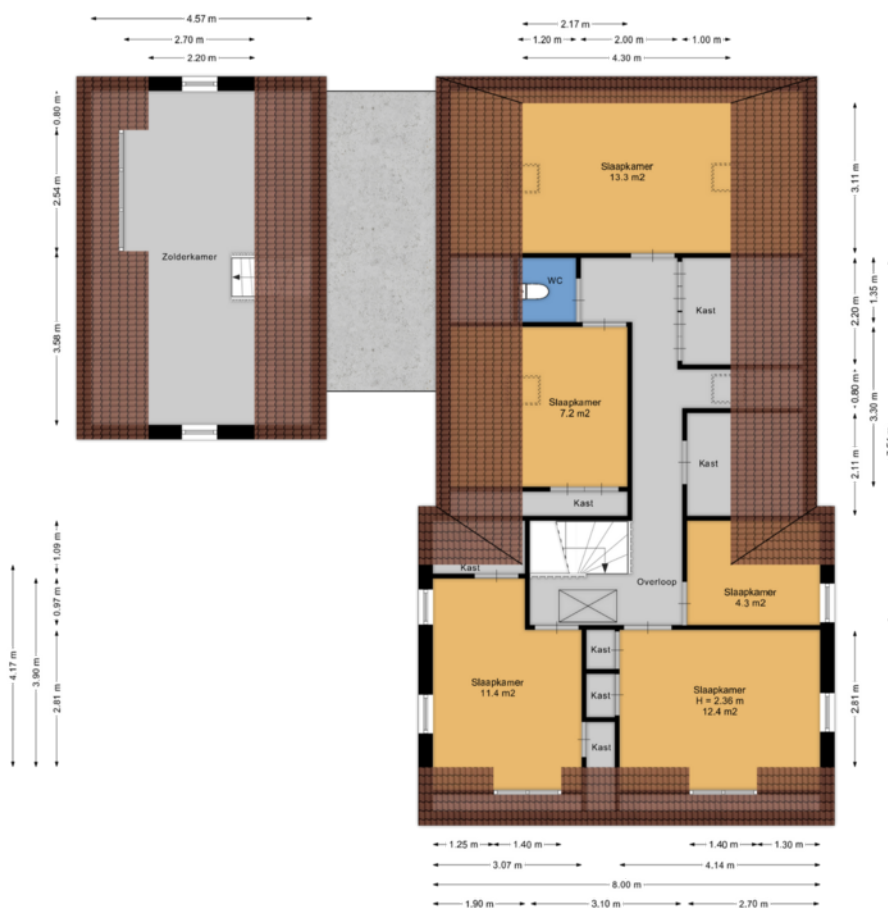 4.57 m
2.70 m
2.20 m
2.17 m
1.20 m
2.00 m
1.00 m
4.30 m
0.80 m
2.54 m
3.58 m
Zolderkamer
Slaapkamer
13.3 m2
3.11 m
WC
Kast
2.20 m
1.35 m
0.80 m
3.30 m
2.11 m
Slaapkamer
7.2 m2
Kast
Kast
1.09 m
0.97 m
4.17 m
3.90 m
2.81 m
Kast
Overloop
Slaapkamer
4.3 m2
Slaapkamer
11.4 m2
Kast
Kast
Kast
Slaapkamer
H = 2.36 m
12.4 m2
2.81 m
1.25 m
1.40 m
1.40 m
1.30 m
3.07 m
4.14 m
8.00 m
1.90 m
3.10 m
2.70 m